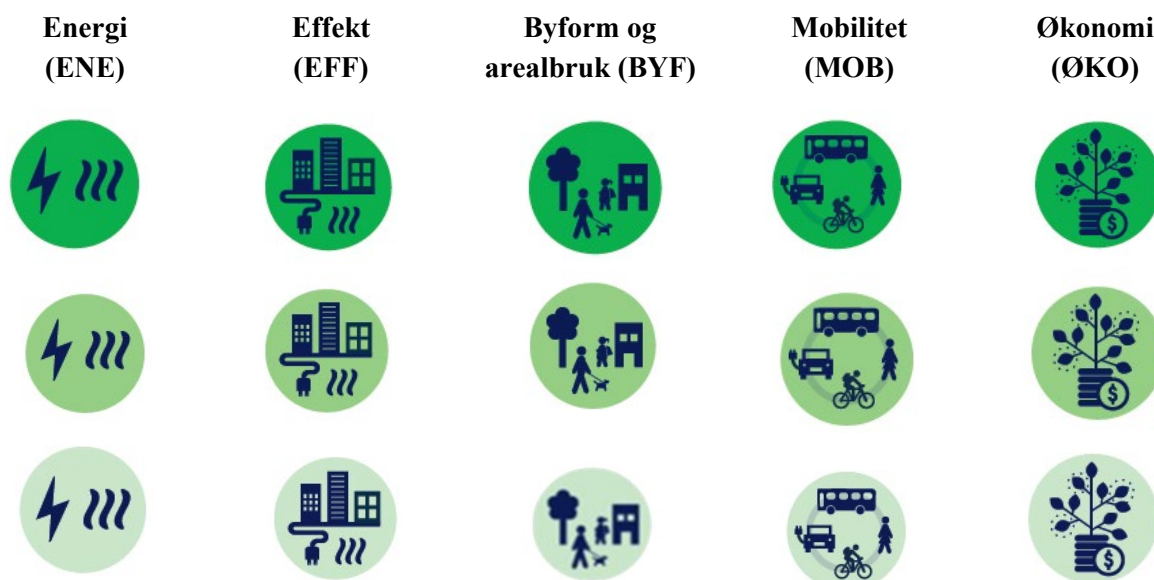 Energi
(ENE)
Effekt
(EFF)
Byform og
arealbruk (BYF)
Mobilitet
(MOB)
Økonomi
(ØKO)
$
$
$